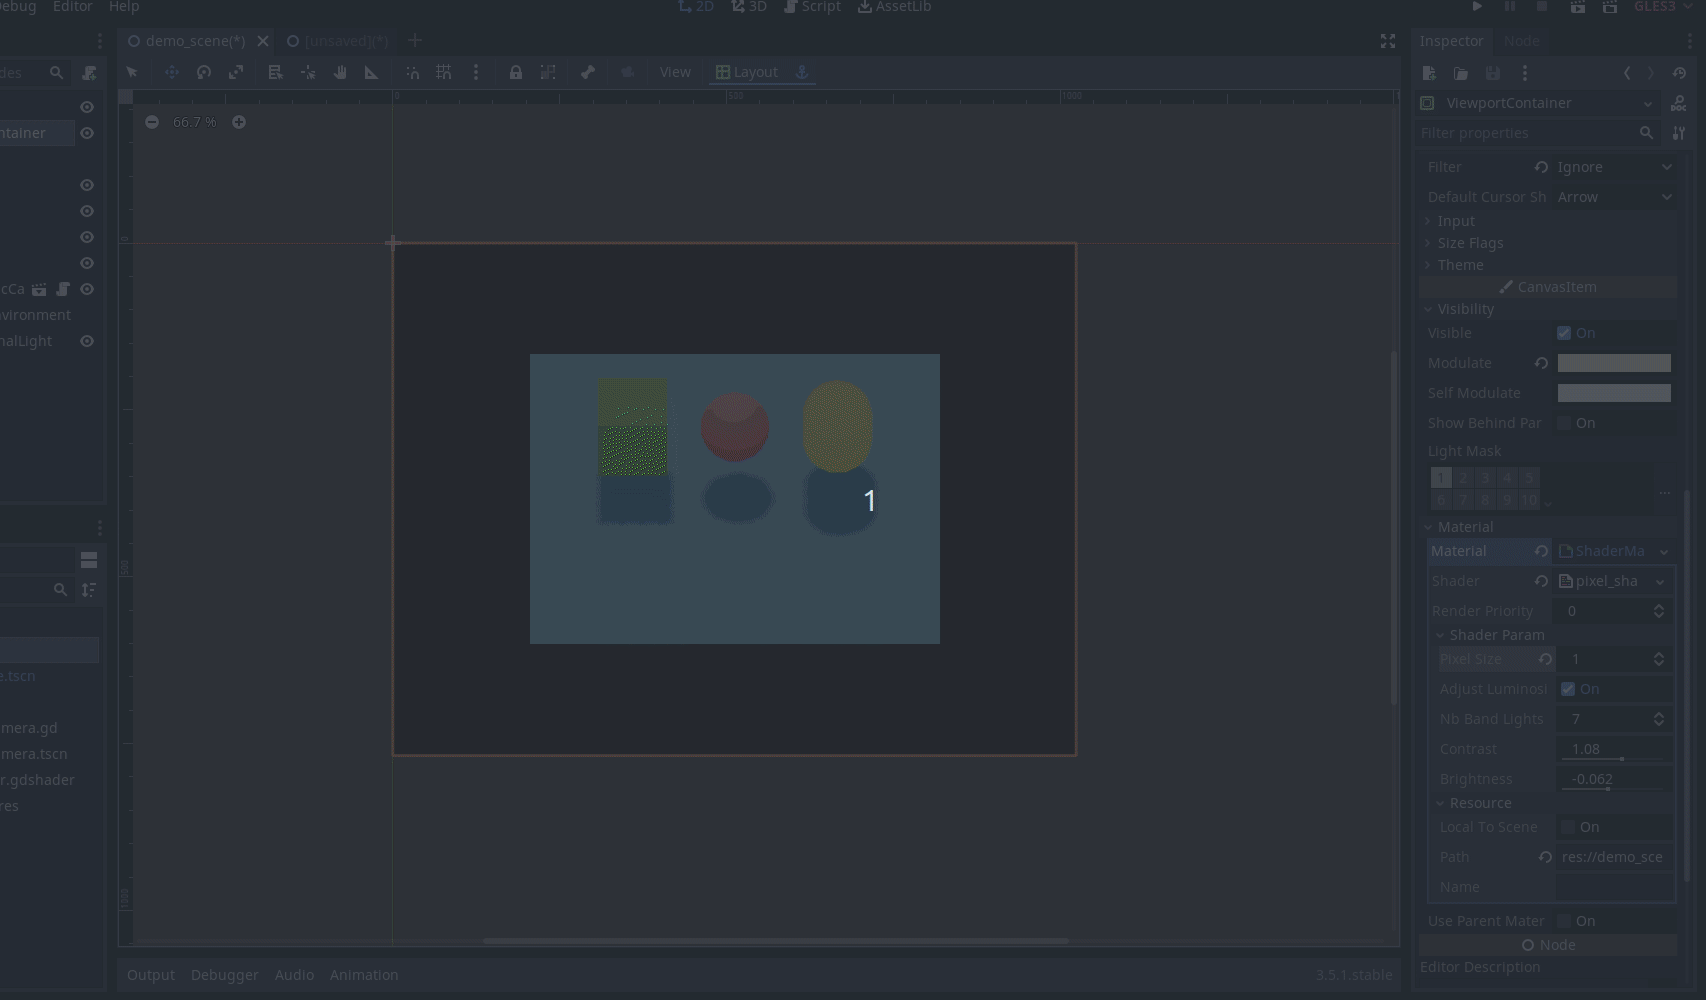 Debug Editor Help 2D 3D Script AssetLib GLES3
demo_scene(*) [unsaved](*)
View Layout
66.7 %
0 500 1000
0
500
1000
1
des
ntainer
cCa
nvironment
nalLight
e.tscn
mera.gd
mera.tscn
r.gdshader
res
Output Debugger Audio Animation 3.5.1.stable
Inspector Node
ViewportContainer
Filter properties
Filter Ignore
Default Cursor Sh Arrow
Input
Size Flags
Theme
CanvasItem
Visibility
Visible On
Modulate
Self Modulate
Show Behind Par On
Light Mask
1 2 3 4 5
6 7 8 9 10
Material
Material ShaderMa
Shader pixel_sha
Render Priority 0
Shader Param
Pixel Size 1
Adjust Luminosi On
Nb Band Lights 7
Contrast 1.08
Brightness -0.062
Resource
Local To Scene On
Path res://demo_sce
Name
Use Parent Mater On
Node
Editor Description